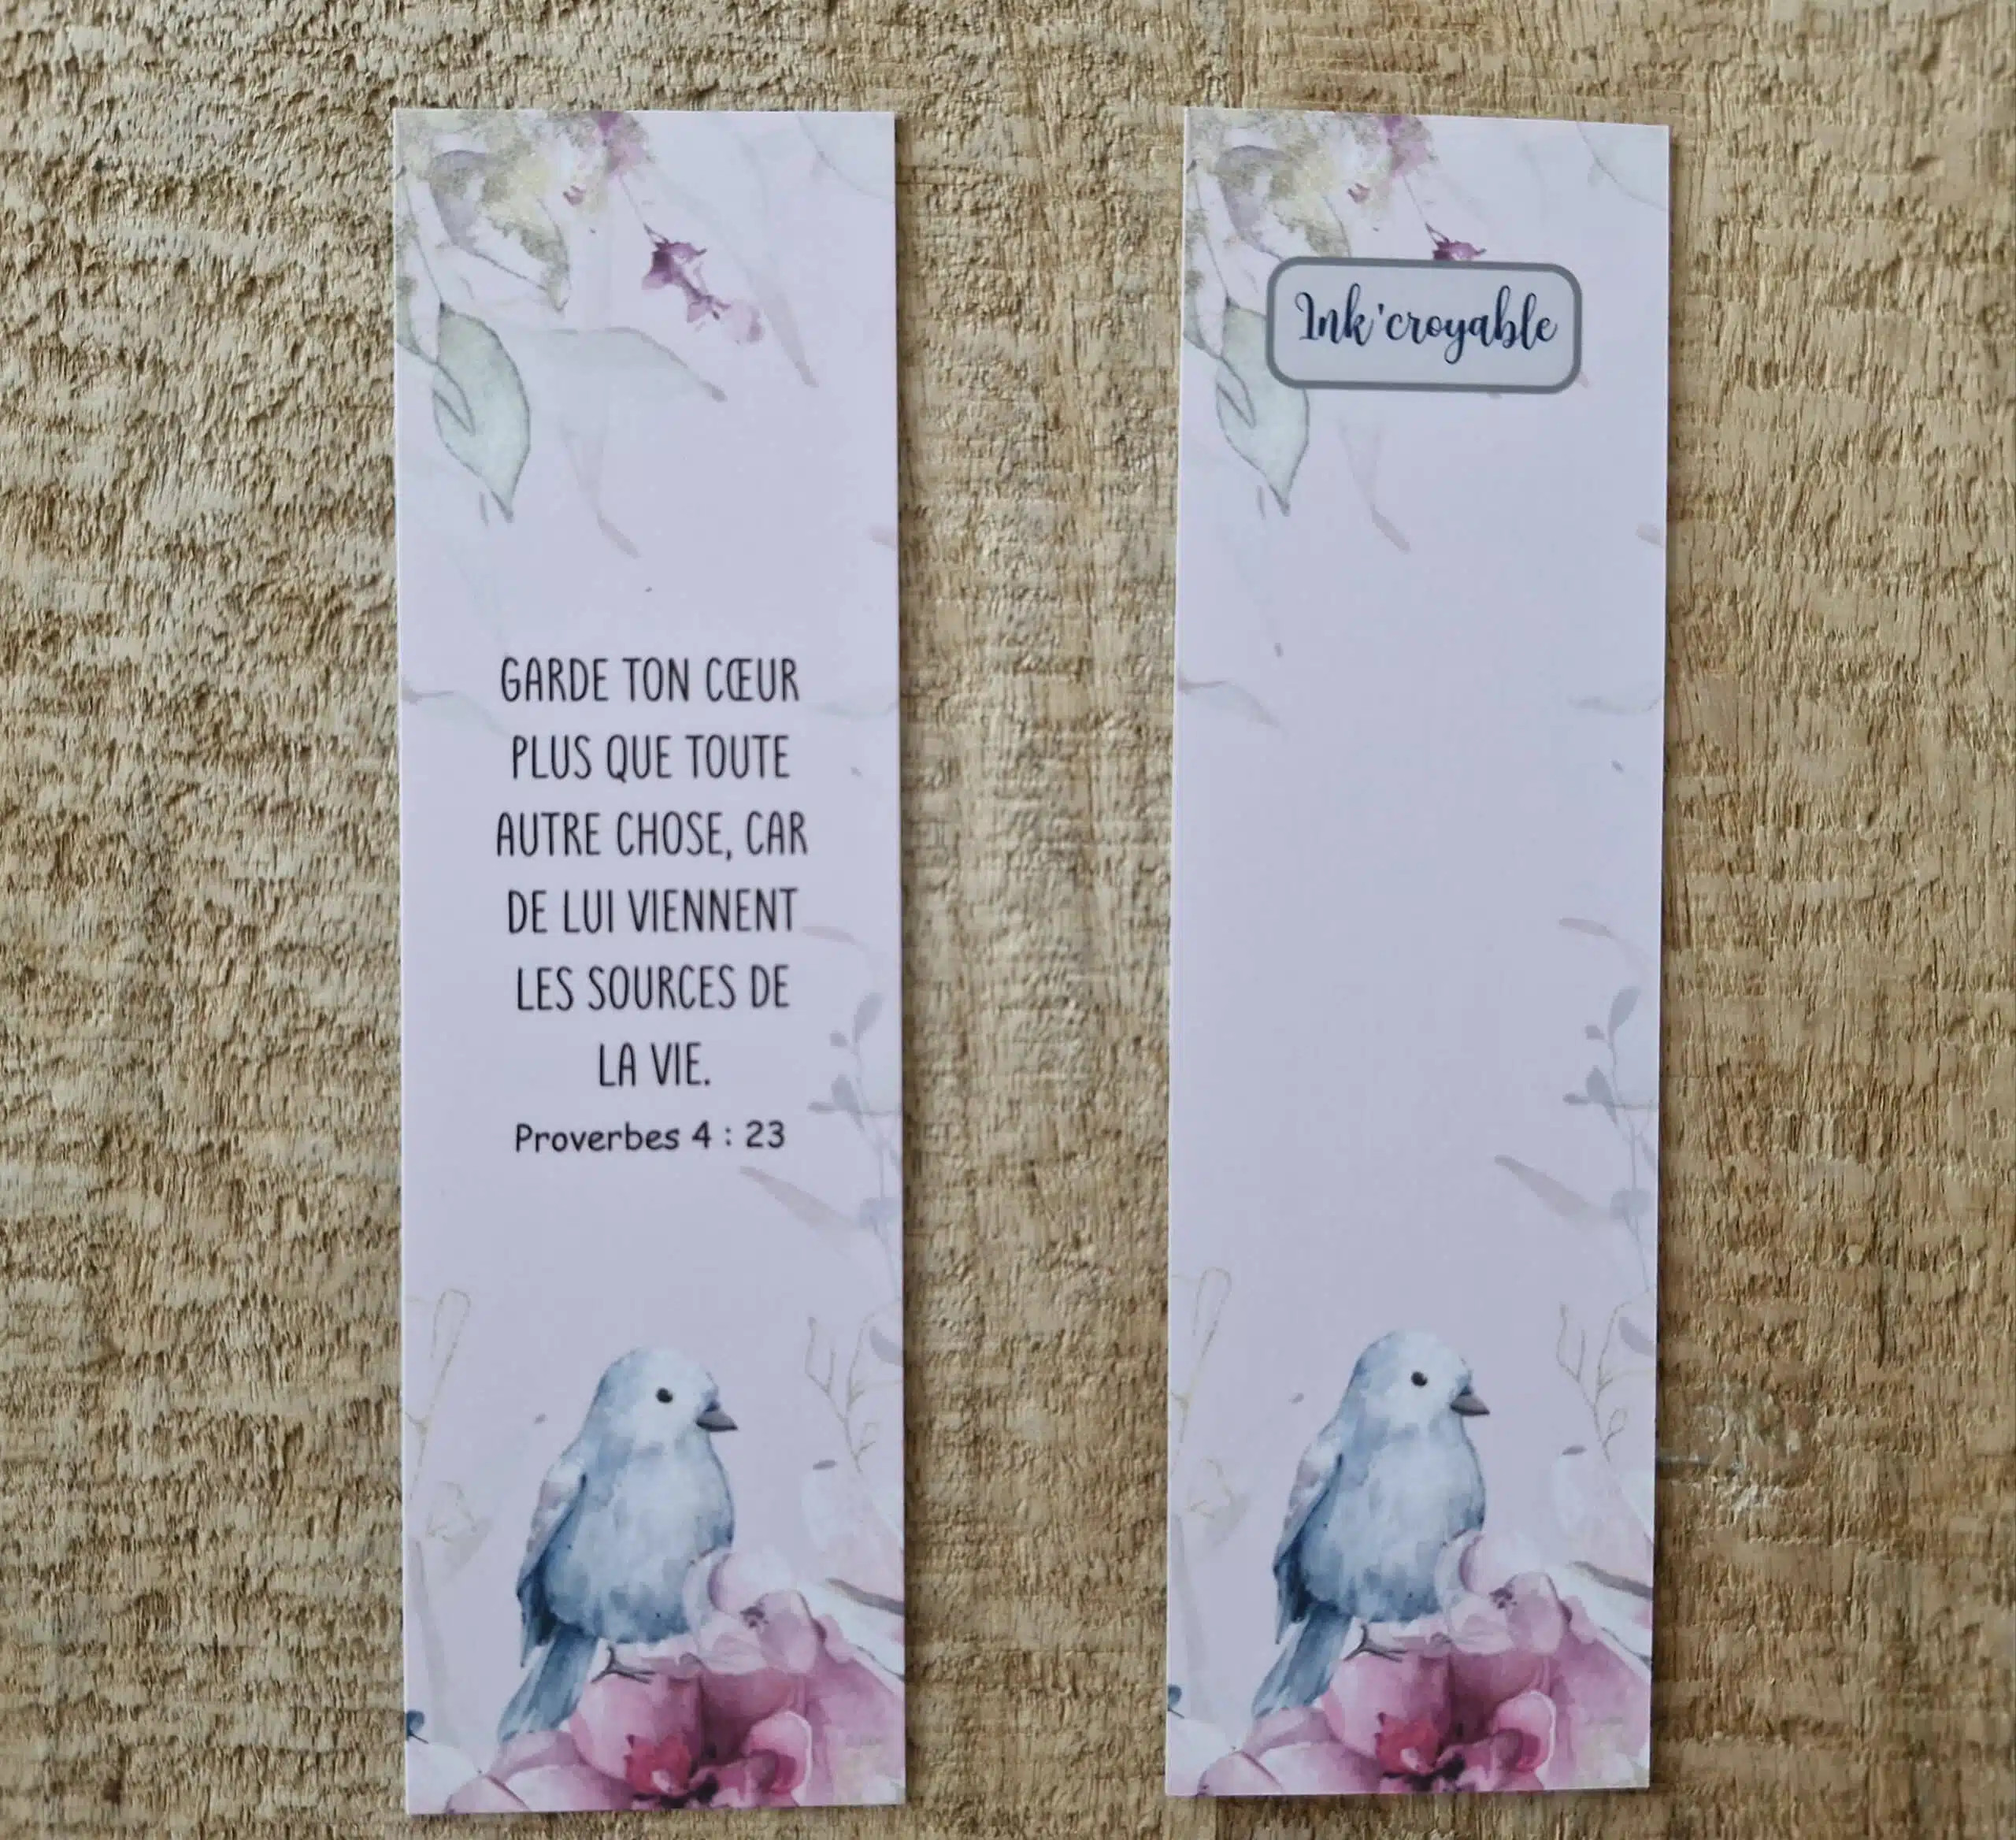 GARDE TON CŒUR
PLUS QUE TOUTE
AUTRE CHOSE, CAR
DE LUI VIENNENT
LES SOURCES DE
LA VIE.
Proverbes 4 : 23
Ink'croyable